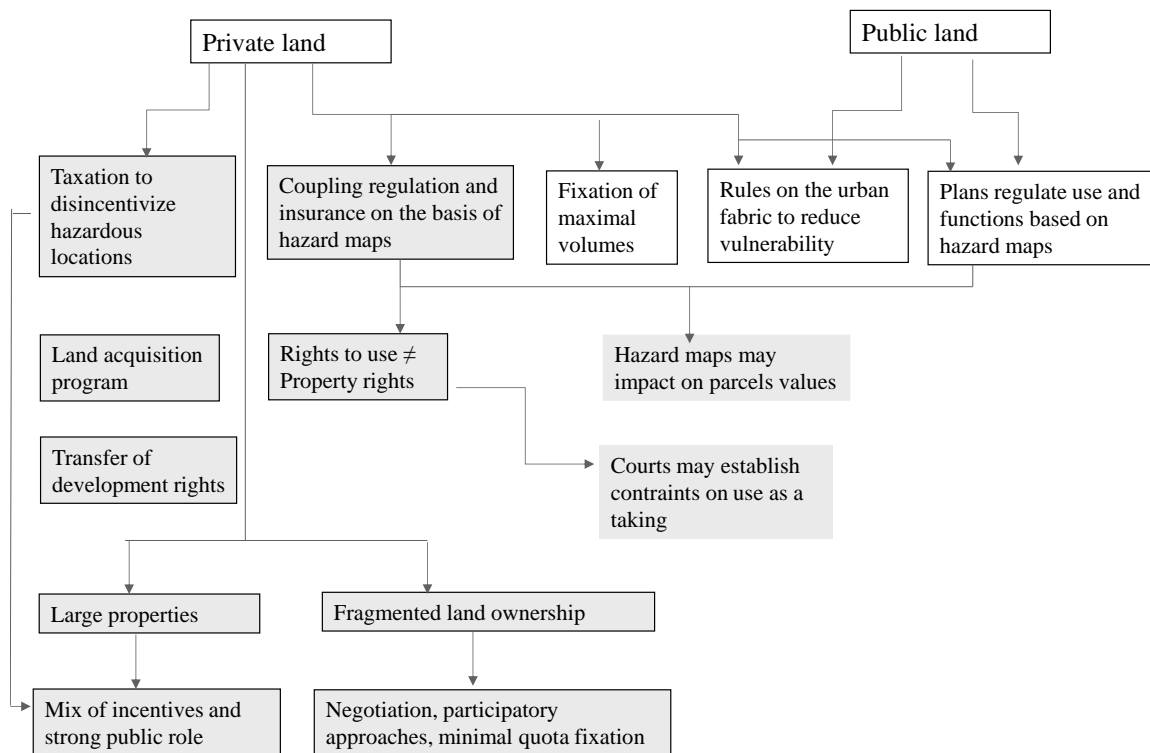 Private land
Public land
Taxation to
disincentivize
hazardous
locations
Coupling regulation and
insurance on the basis of
hazard maps
Fixation of
maximal
volumes
Rules on the urban
fabric to reduce
vulnerability
Plans regulate use and
functions based on
hazard maps
Land acquisition
program
Rights to use ≠
Property rights
Hazard maps may
impact on parcels values
Transfer of
development rights
Courts may establish
contraints on use as a
taking
Large properties
Fragmented land ownership
Mix of incentives and
strong public role
Negotiation, participatory
approaches, minimal quota fixation